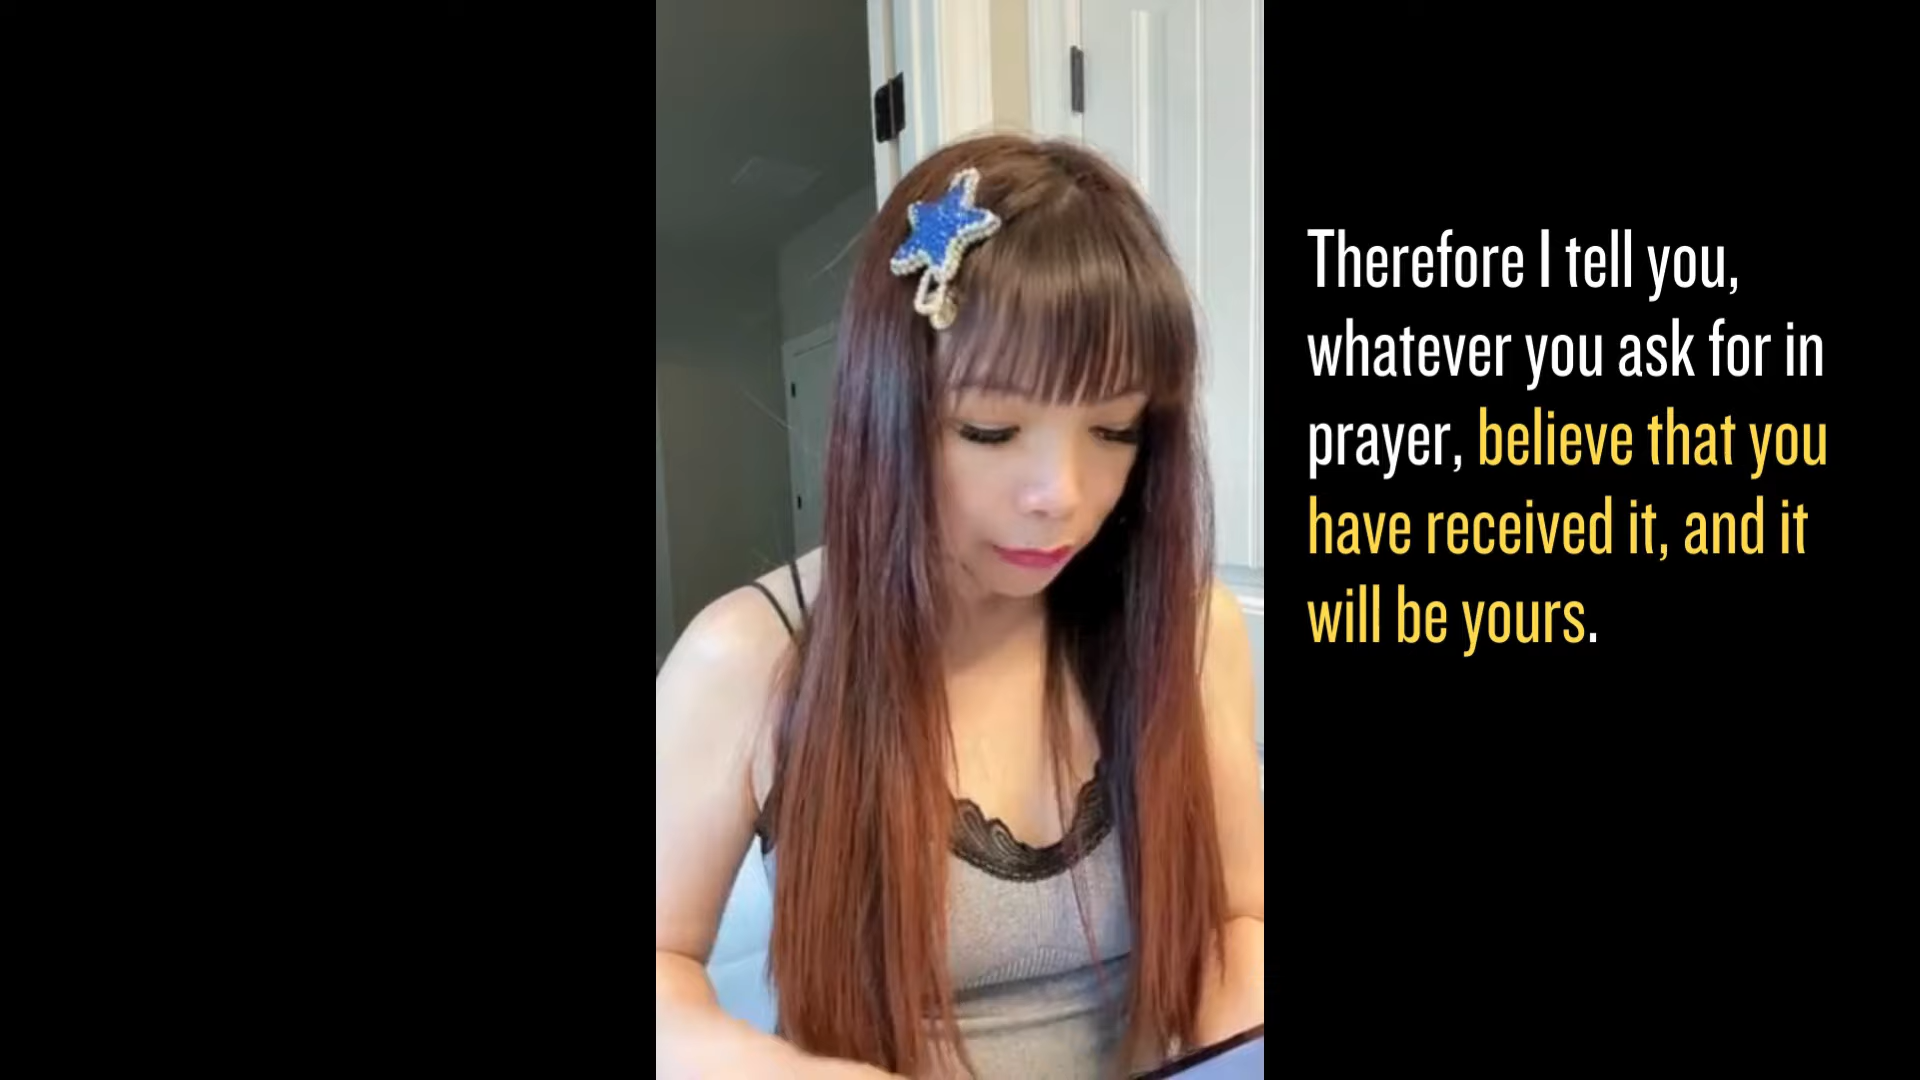 Therefore I tell you,
whatever you ask for in
prayer, believe that you
have received it, and it
will be yours.